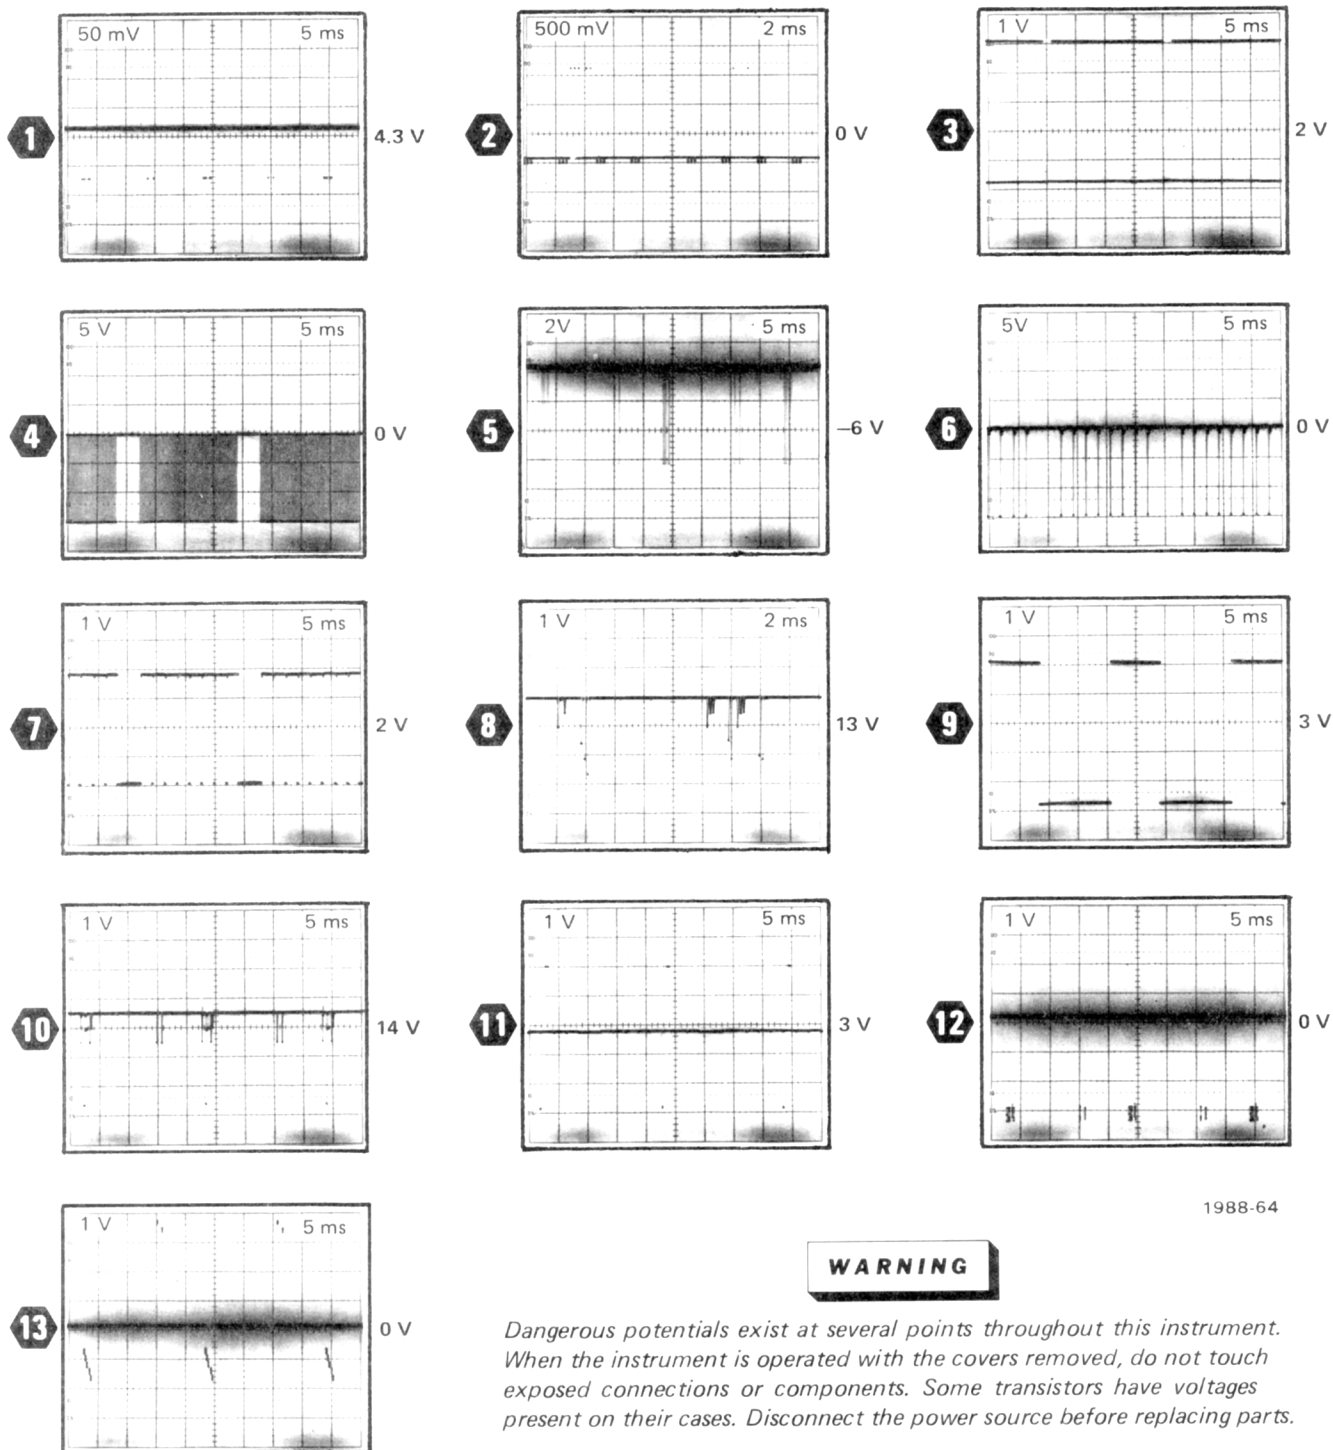 50 mV 5 ms
1 4.3 V
500 mV 2 ms
2 0 V
1 V 5 ms
3 2 V
5 V 5 ms
4 0 V
2V 5 ms
5 –6 V
5V 5 ms
6 0 V
1 V 5 ms
7 2 V
1 V 2 ms
8 13 V
1 V 5 ms
9 3 V
1 V 5 ms
10 14 V
1 V 5 ms
11 3 V
1 V 5 ms
12 0 V
1 V 5 ms
13 0 V
1988-64
WARNING
Dangerous potentials exist at several points throughout this instrument.
When the instrument is operated with the covers removed, do not touch
exposed connections or components. Some transistors have voltages
present on their cases. Disconnect the power source before replacing parts.